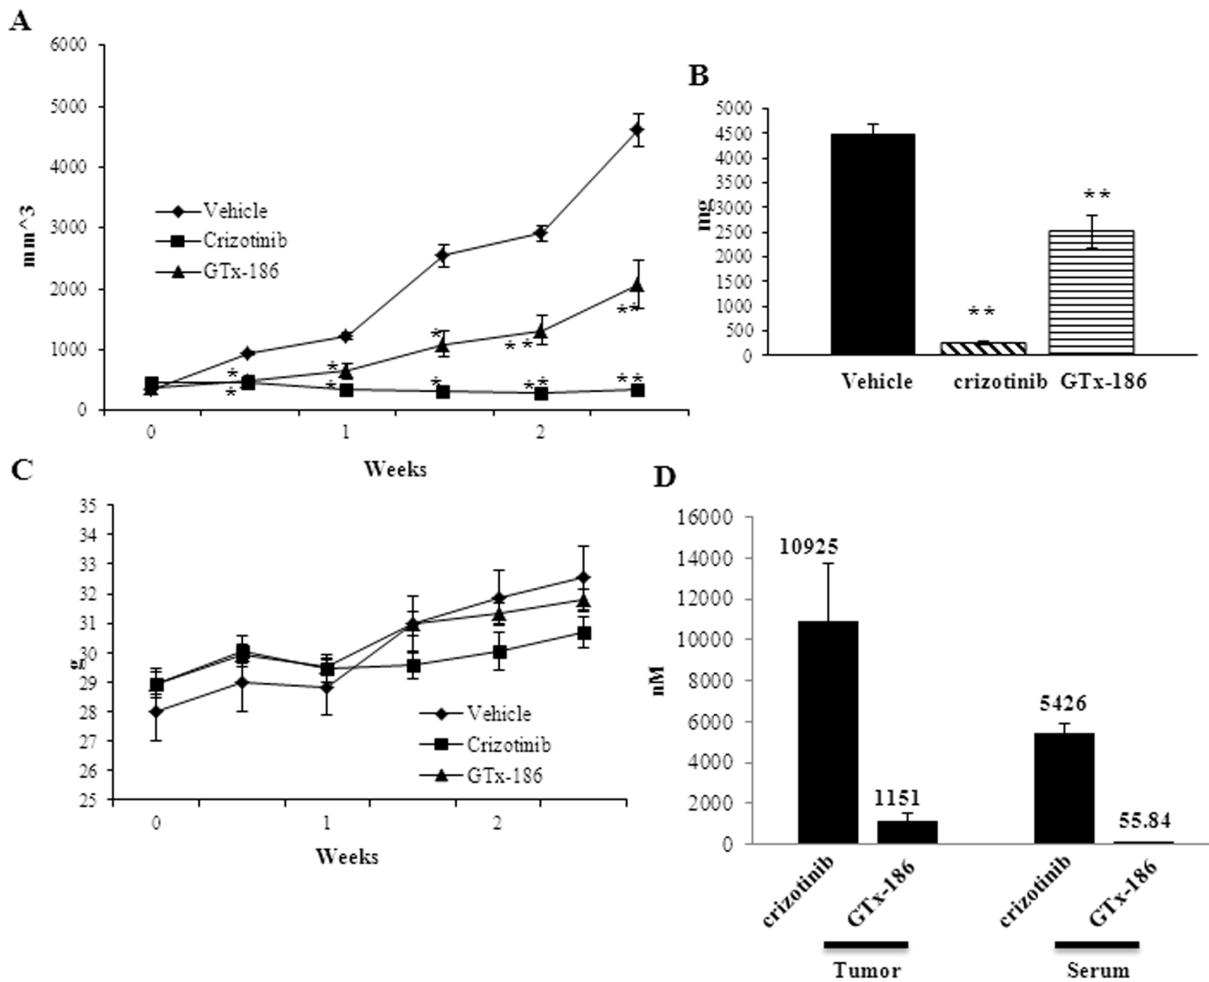 A
6000
5000
4000
3000
2000
1000
0
mm^3
Vehicle
Crizotinib
GTx-186
*
*
*
*
*
*
**
**
**
**
0 1 2
Weeks
B
5000
4500
4000
3500
3000
2500
2000
1500
1000
500
0
mg
**
**
Vehicle crizotinib GTx-186
C
35
34
33
32
31
30
29
28
27
26
25
g
Vehicle
Crizotinib
GTx-186
0 1 2
Weeks
D
16000
14000
12000
10000
8000
6000
4000
2000
0
nM
10925
1151
5426
55.84
crizotinib
GTx-186
crizotinib
GTx-186
Tumor
Serum